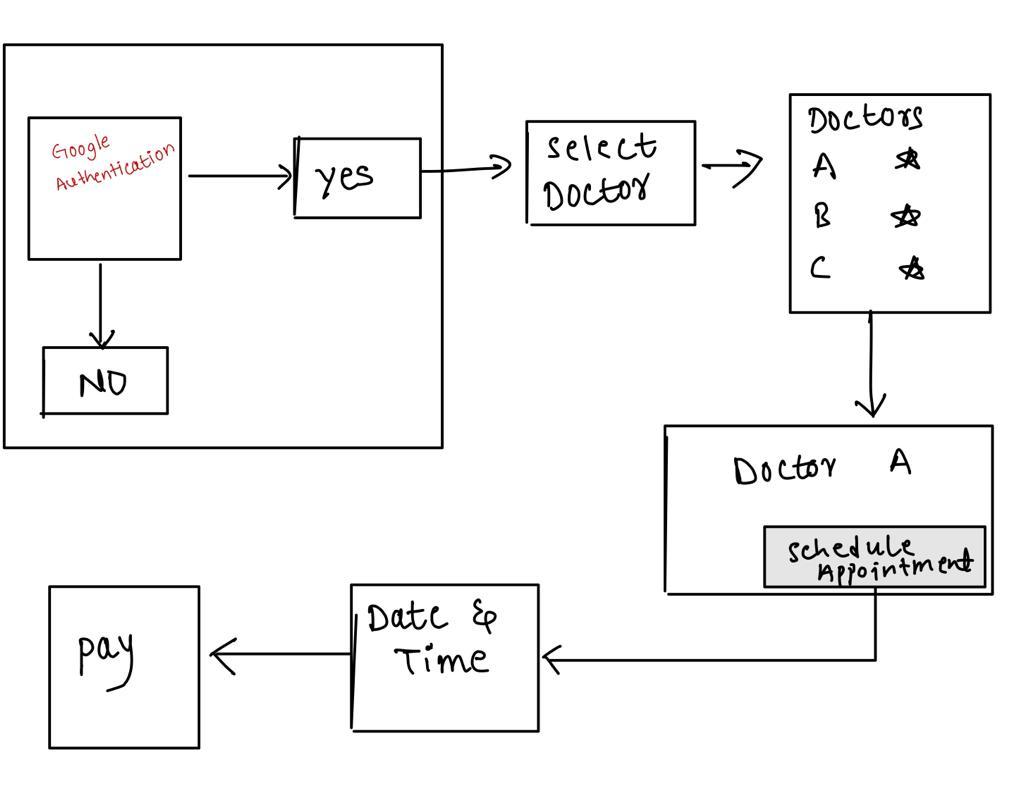 Google
Authentication
yes
NO
Select
Doctor
Doctors
A
B
C
Doctor A
Schedule
Appointment
Date &
Time
pay